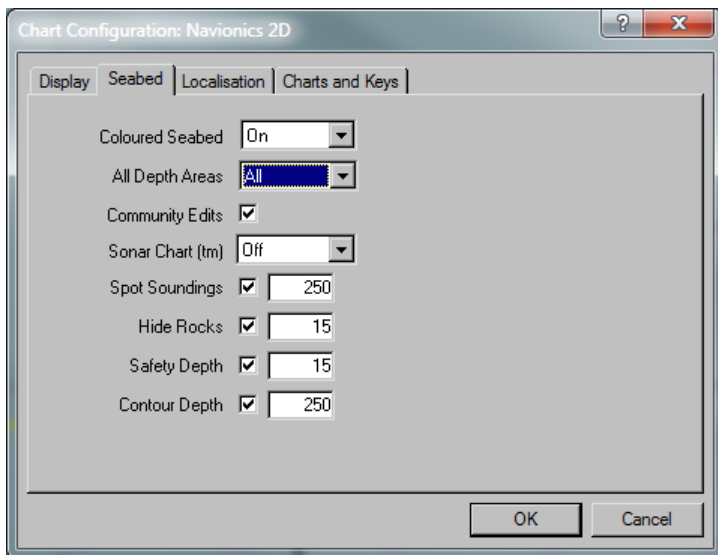 Chart Configuration: Navionics 2D
Display Seabed Localisation Charts and Keys
Coloured Seabed On
All Depth Areas All
Community Edits
Sonar Chart (tm) Off
Spot Soundings 250
Hide Rocks 15
Safety Depth 15
Contour Depth 250
OK Cancel